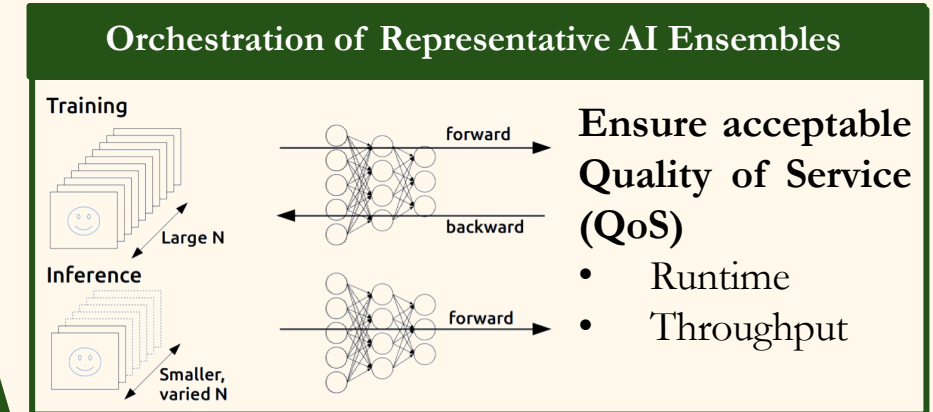 Orchestration of Representative AI Ensembles
Training
forward
backward
Large N
Inference
forward
Smaller,
varied N
Ensure acceptable
Quality of Service
(QoS)
• Runtime
• Throughput